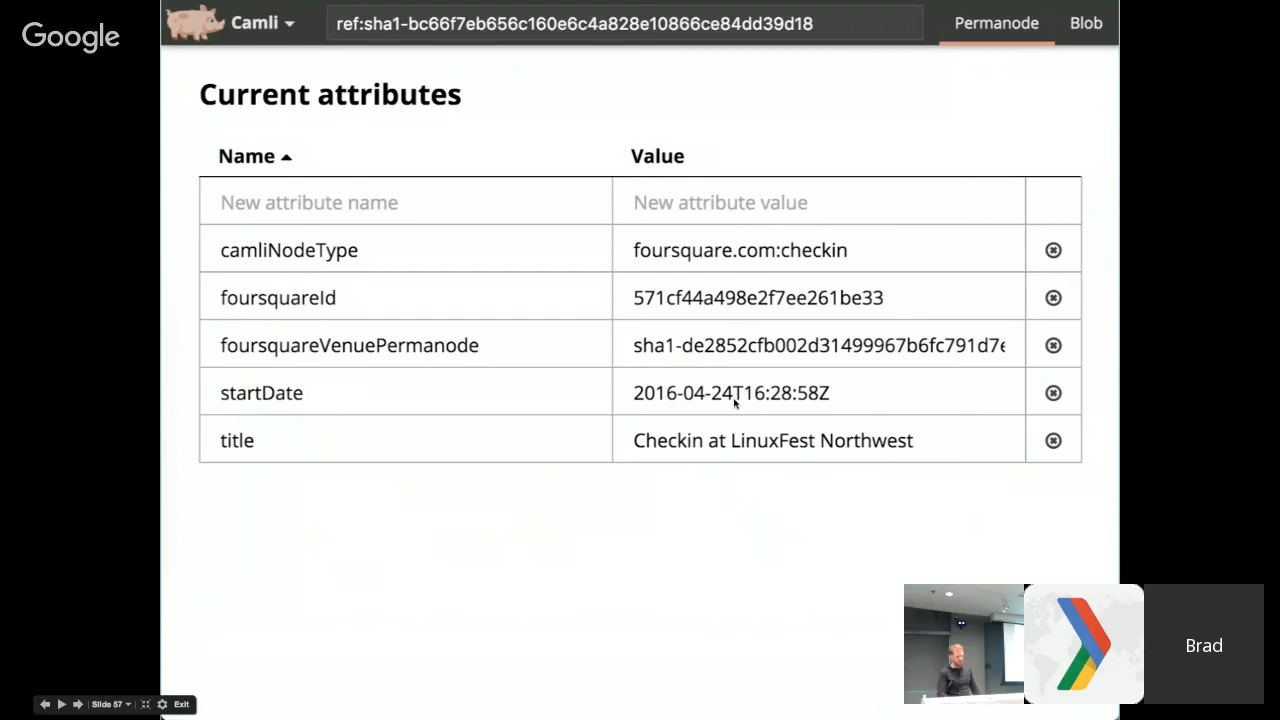 Google
Camli
ref:sha1-bc66f7eb656c160e6c4a828e10866ce84dd39d18
Permanode
Blob
Current attributes
Name
Value
New attribute name
New attribute value
camliNodeType
foursquare.com:checkin
foursquareId
571cf44a498e2f7ee261be33
foursquareVenuePermanode
sha1-de2852cfb002d31499967b6fc791d7e
startDate
2016-04-24T16:28:58Z
title
Checkin at LinuxFest Northwest
Brad
Slide 57
Exit